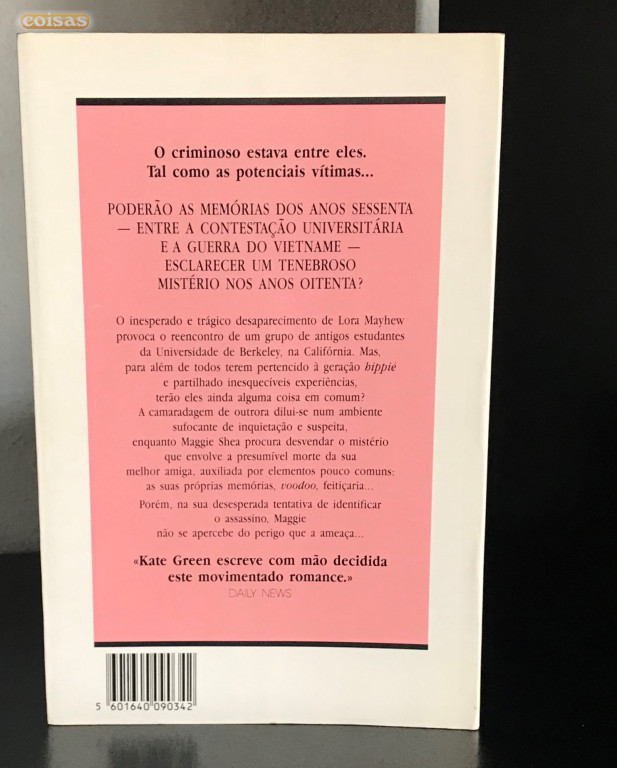 coisas
O criminoso estava entre eles.
Tal como as potenciais vítimas...
PODERÃO AS MEMÓRIAS DOS ANOS SESSENTA
— ENTRE A CONTESTAÇÃO UNIVERSITÁRIA
E A GUERRA DO VIETNAME —
ESCLARECER UM TENEBROSO
MISTÉRIO NOS ANOS OITENTA?
O inesperado e trágico desaparecimento de Lora Mayhew
provoca o reencontro de um grupo de antigos estudantes
da Universidade de Berkeley, na Califórnia. Mas,
para além de todos terem pertencido à geração hippie
e partilhado inesquecíveis experiências,
terão eles ainda alguma coisa em comum?
A camaradagem de outrora dilui-se num ambiente
sufocante de inquietação e suspeita,
enquanto Maggie Shea procura desvendar o mistério
que envolve a presumível morte da sua
melhor amiga, auxiliada por elementos pouco comuns:
as suas próprias memórias, voodoo, feitiçaria...
Porém, na sua desesperada tentativa de identificar
o assassino, Maggie
não se apercebe do perigo que a ameaça...
«Kate Green escreve com mão decidida
este movimentado romance.»
DAILY NEWS
5 601640 090342